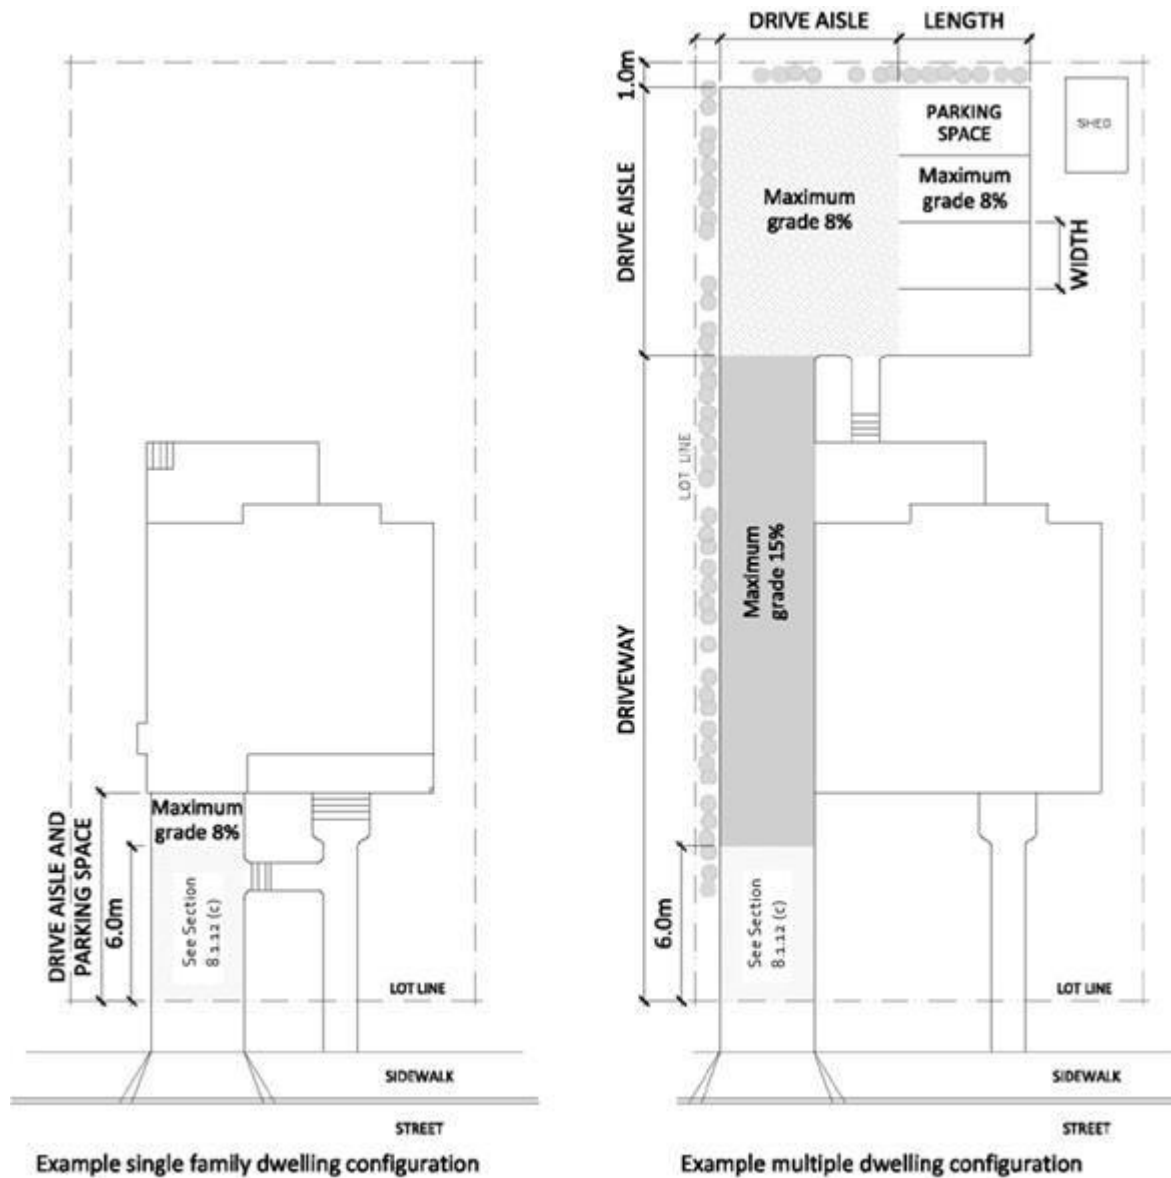 DRIVE AISLE AND
PARKING SPACE
6.0m
Maximum
grade 8%
See Section
8.1.12 (c)
LOT LINE
SIDEWALK
STREET
Example single family dwelling configuration
DRIVE AISLE
LENGTH
1.0m
DRIVE AISLE
PARKING
SPACE
SHED
Maximum
grade 8%
Maximum
grade 8%
WIDTH
LOT LINE
DRIVEWAY
Maximum
grade 15%
6.0m
See Section
8.1.12 (c)
LOT LINE
SIDEWALK
STREET
Example multiple dwelling configuration